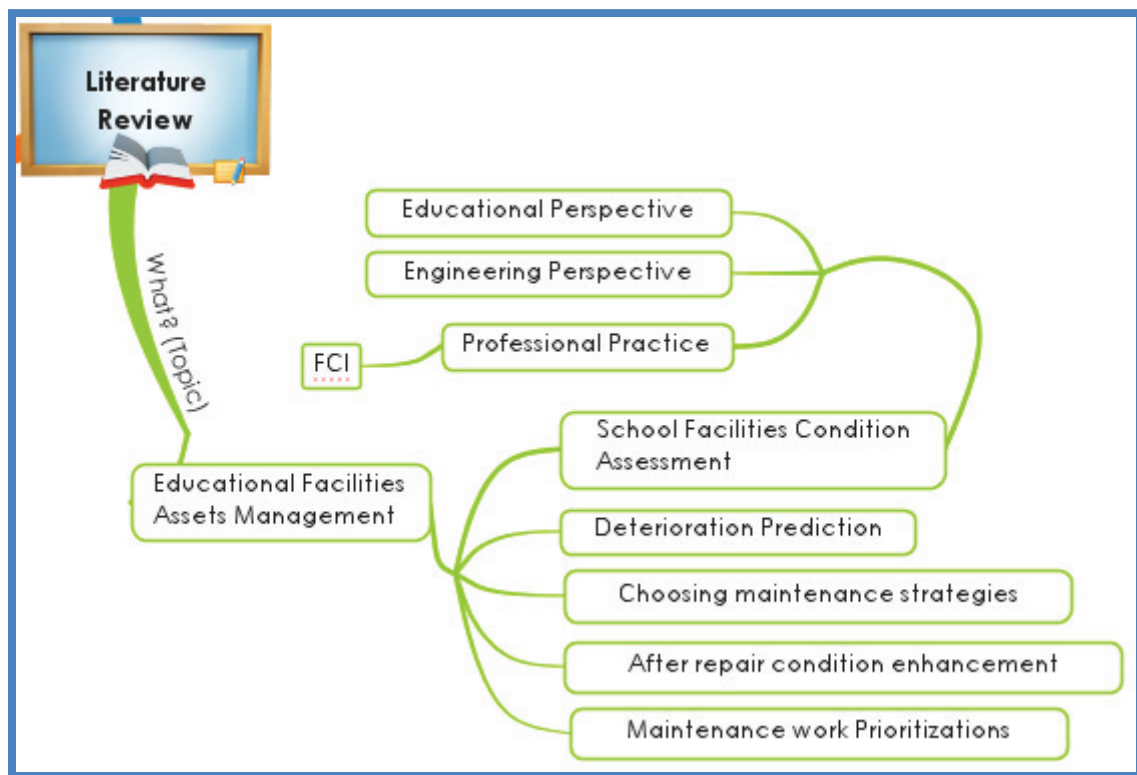 Literature
Review
What? (Topic)
Educational Perspective
Engineering Perspective
Professional Practice
FCI
School Facilities Condition
Assessment
Educational Facilities
Assets Management
Deterioration Prediction
Choosing maintenance strategies
After repair condition enhancement
Maintenance work Prioritizations